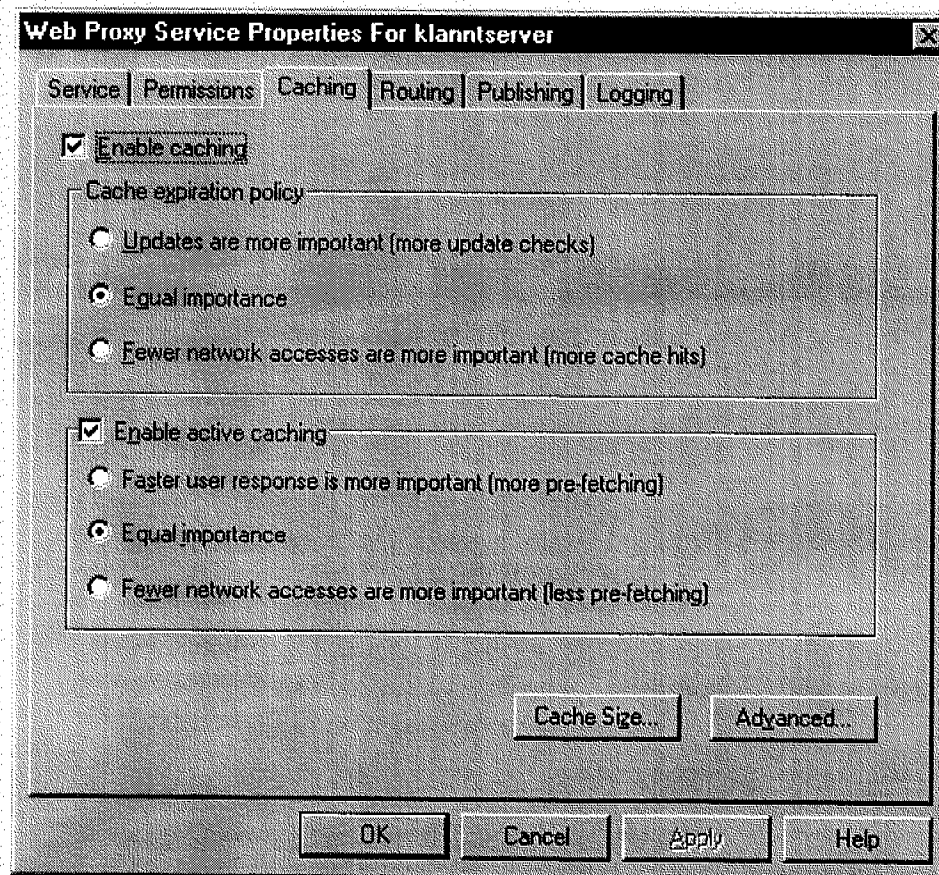 Web Proxy Service Properties For klanntserver
Service Permissions Caching Routing Publishing Logging
Enable caching
Cache expiration policy
Updates are more important (more update checks)
Equal importance
Fewer network accesses are more important (more cache hits)
Enable active caching
Faster user response is more important (more pre-fetching)
Equal importance
Fewer network accesses are more important (less pre-fetching)
Cache Size... Advanced...
OK Cancel Apply Help